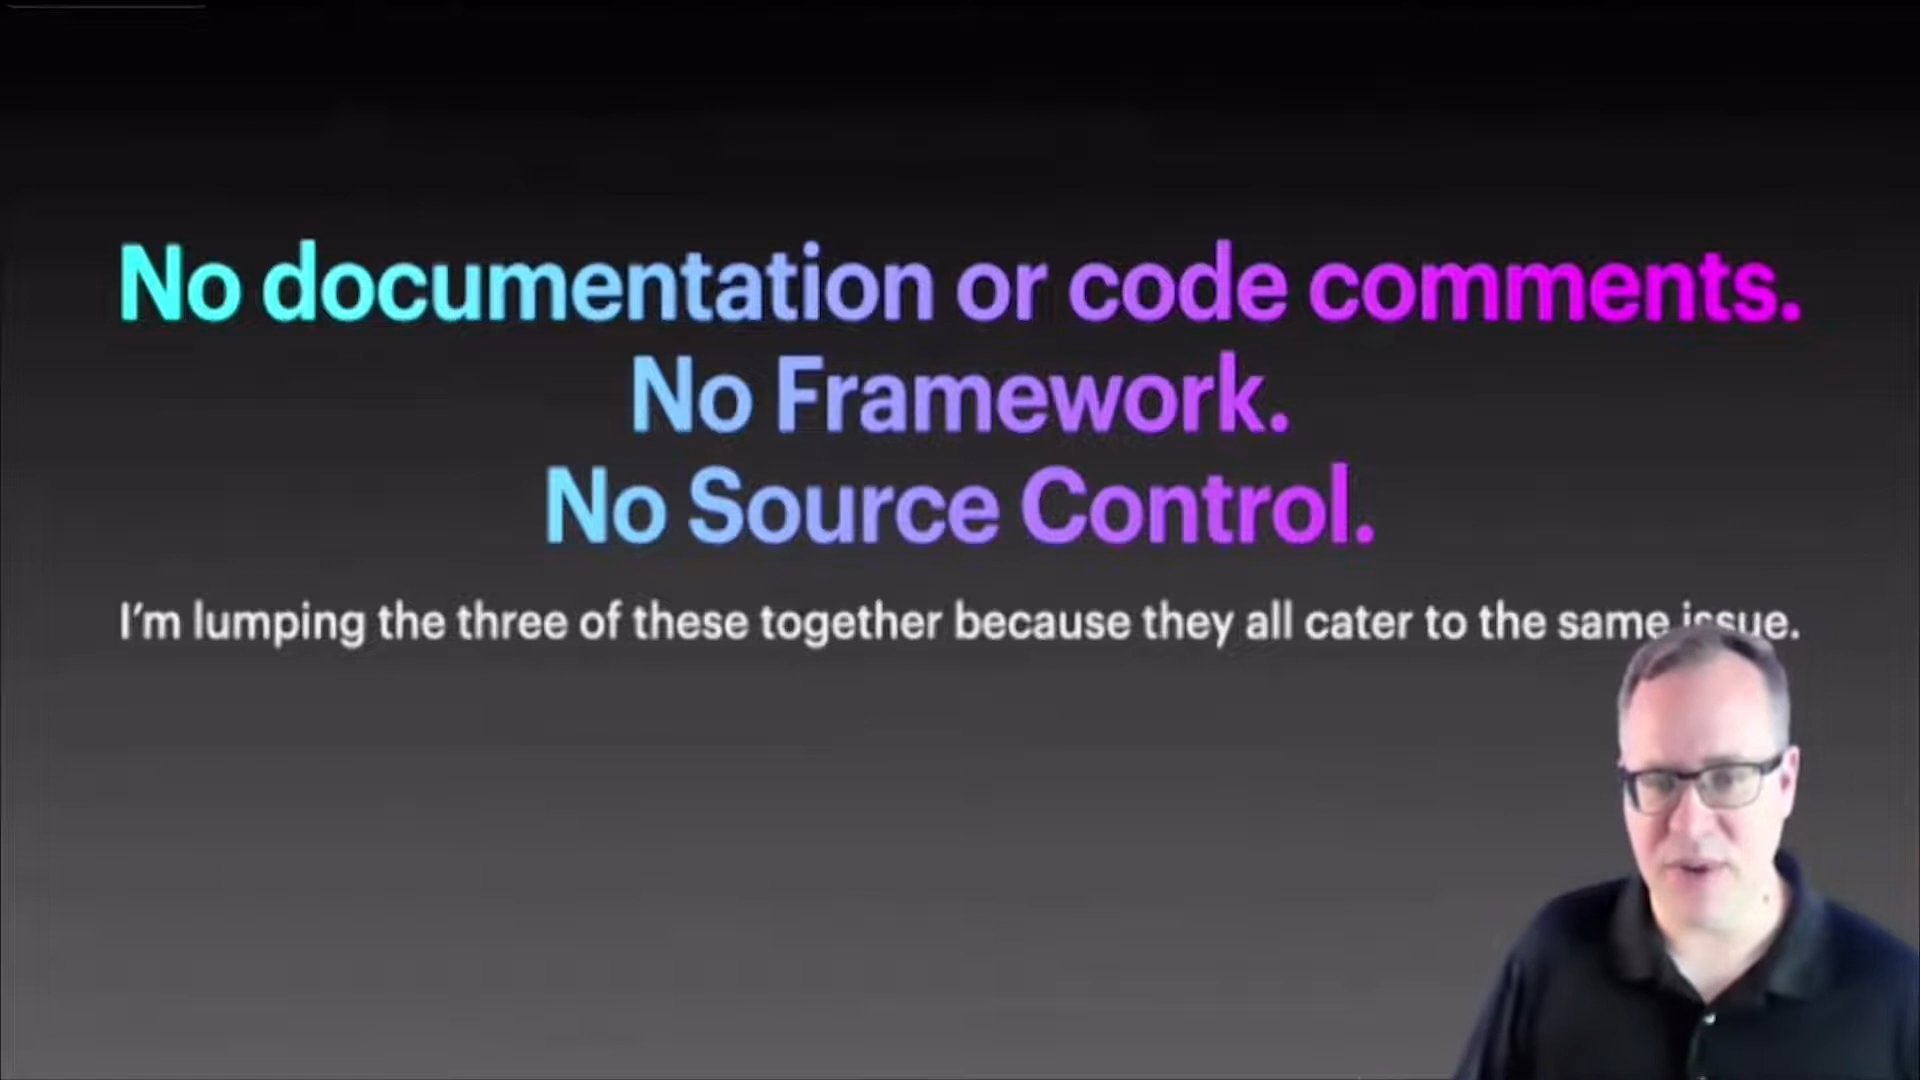 No documentation or code comments.
No Framework.
No Source Control.
I'm lumping the three of these together because they all cater to the same issue.